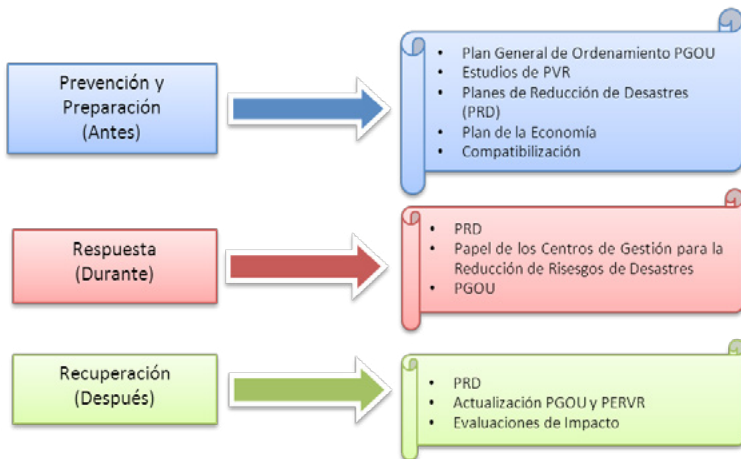 Prevención y
Preparación
(Antes)
• Plan General de Ordenamiento PGOU
• Estudios de PVR
• Planes de Reducción de Desastres
(PRD)
• Plan de la Economía
• Compatibilización
Respuesta
(Durante)
• PRD
• Papel de los Centros de Gestión para la
Reducción de Risesgos de Desastres
• PGOU
Recuperación
(Después)
• PRD
• Actualización PGOU y PERVR
• Evaluaciones de Impacto